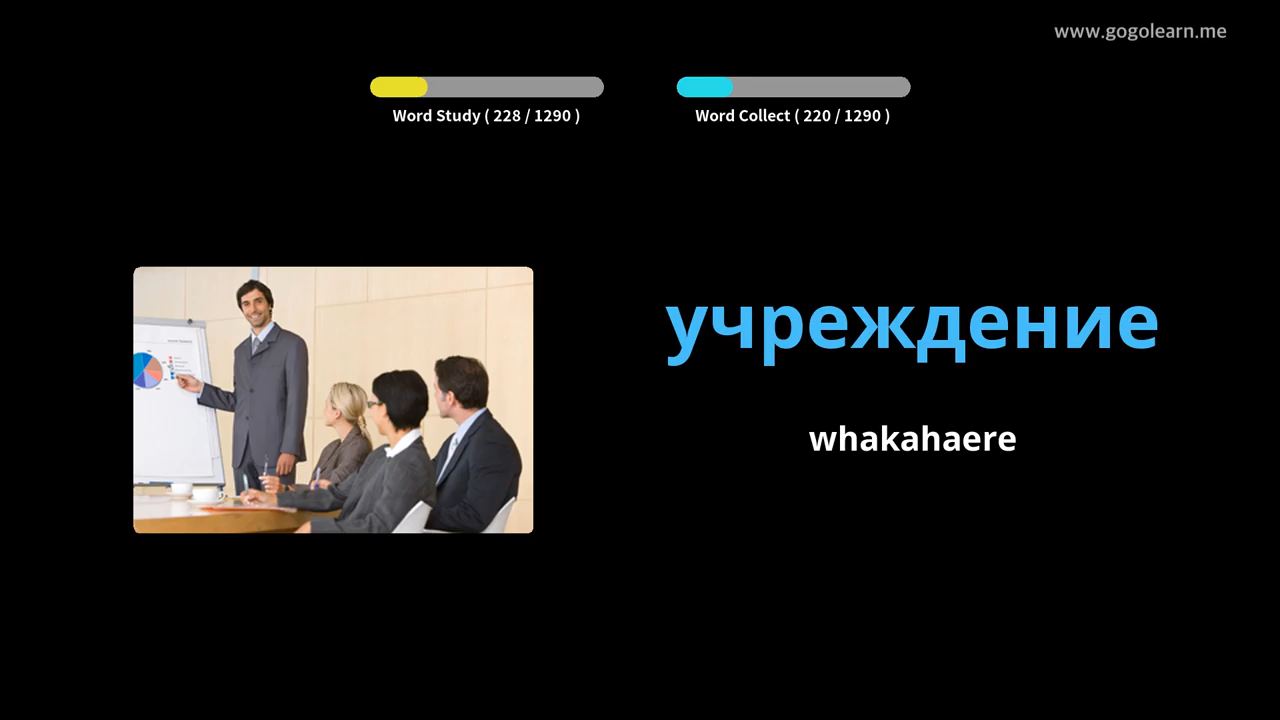 www.gogolearn.me
Word Study ( 228 / 1290 )
Word Collect ( 220 / 1290 )
учреждение
whakahaere